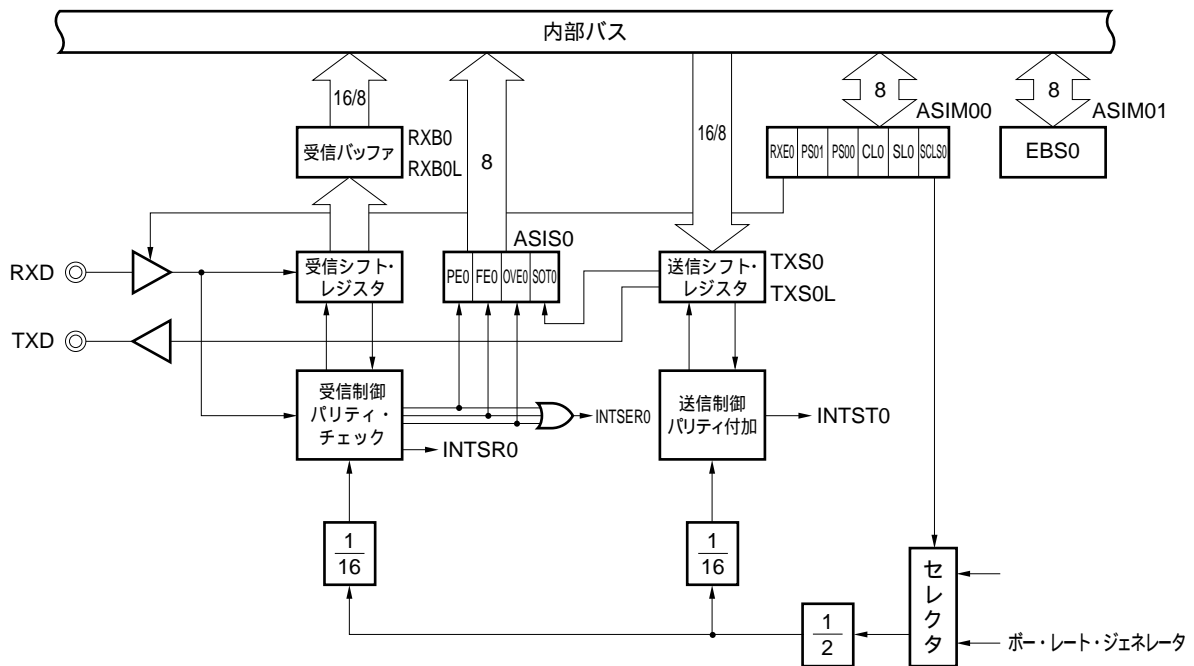 内部バス
16/8
8
16/8
8
8
ASIM00
ASIM01
受信バッファ
RXB0
RXB0L
RXE0
PS01
PS00
CL0
SL0
SCLS0
EBS0
ASIS0
RXD
受信シフト・
レジスタ
PE0
FE0
OVE0
SOT0
送信シフト・
レジスタ
TXS0
TXS0L
TXD
受信制御
パリティ・
チェック
INTSER0
INTSR0
送信制御
パリティ付加
INTST0
1
16
1
16
セレクタ
1
2
ボー・レート・ジェネレータ